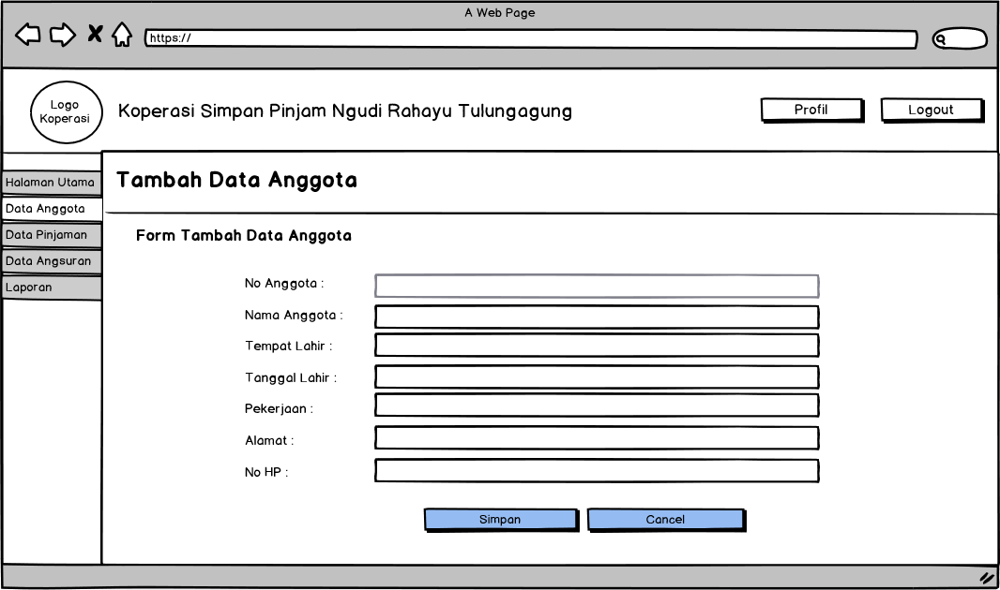 A Web Page
https://
Logo
Koperasi
Koperasi Simpan Pinjam Ngudi Rahayu Tulungagung
Profil
Logout
Halaman Utama
Data Anggota
Data Pinjaman
Data Angsuran
Laporan
Tambah Data Anggota
Form Tambah Data Anggota
No Anggota :
Nama Anggota :
Tempat Lahir :
Tanggal Lahir :
Pekerjaan :
Alamat :
No HP :
Simpan
Cancel